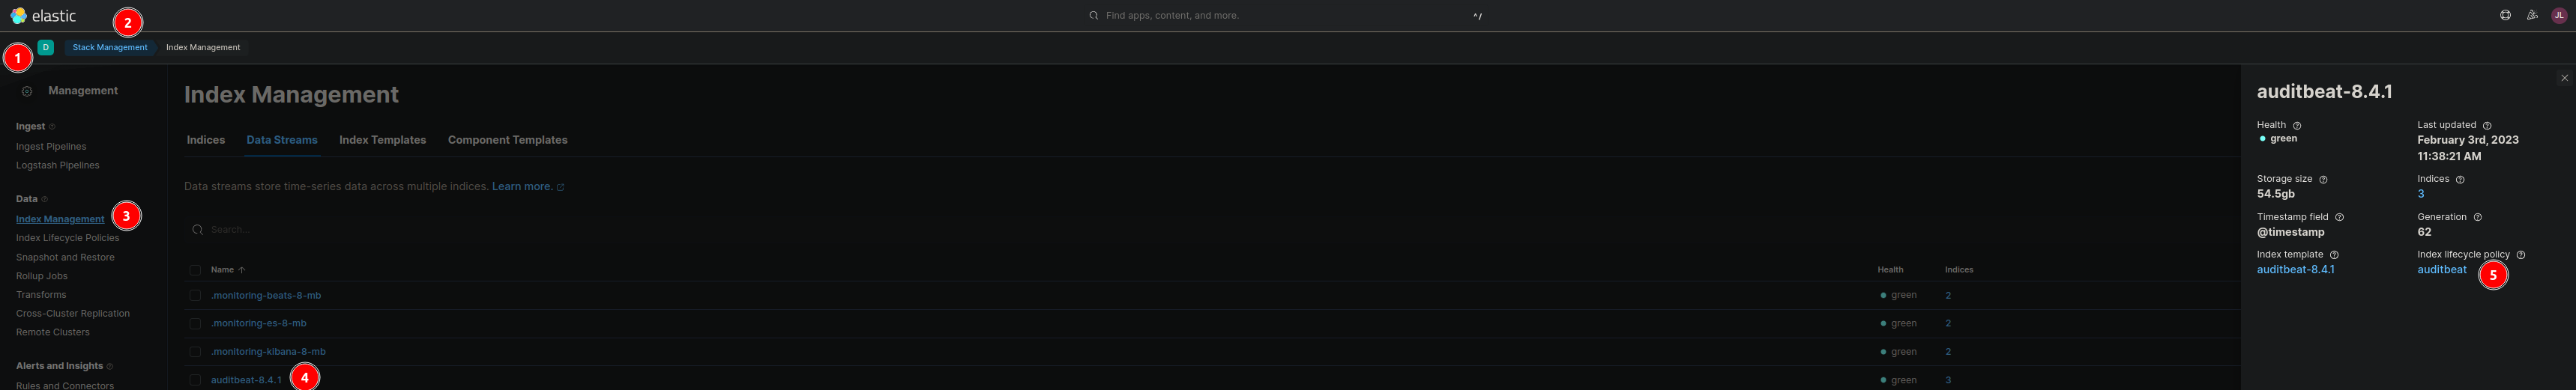 elastic
2
Find apps, content, and more.
^/
JL
1
D
Stack Management
Index Management
Management
Ingest
Ingest Pipelines
Logstash Pipelines
Data
Index Management
3
Index Lifecycle Policies
Snapshot and Restore
Rollup Jobs
Transforms
Cross-Cluster Replication
Remote Clusters
Alerts and Insights
Rules and Connectors
Index Management
Indices Data Streams Index Templates Component Templates
Data streams store time-series data across multiple indices. Learn more.
Search...
Name Health Indices
.monitoring-beats-8-mb green 2
.monitoring-es-8-mb green 2
.monitoring-kibana-8-mb green 2
auditbeat-8.4.1 4 green 3
auditbeat-8.4.1
Health
green
Last updated
February 3rd, 2023
11:38:21 AM
Storage size
54.5gb
Indices
3
Timestamp field
@timestamp
Generation
62
Index template
auditbeat-8.4.1
Index lifecycle policy
auditbeat
5